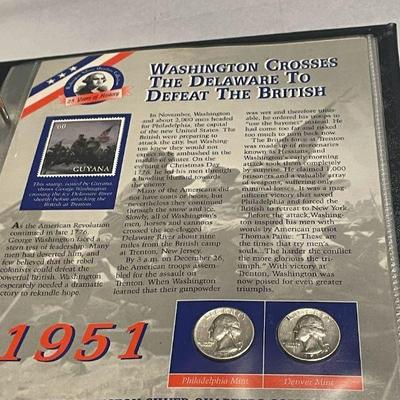 25 Years of History
WASHINGTON CROSSES
THE DELAWARE TO
DEFEAT THE BRITISH
60
GUYANA
This stamp, issued by Guyana,
shows George Washington
crossing the Delaware River
shortly before attacking
the British at Trenton
AS the American Revolution
continued in late 1776,
George Washington faced a
stern test of leadership. Many
men had deserted him, and
few believed that the rebel
colonists could defeat the
powerful British. Washington
desperately needed a dramatic
victory to rekindle hope.
In November, Washington
and about 2,000 men headed
for Philadelphia, the capital
of the new United States. The
British were preparing to
attack the city, but Washing-
ton knew they would not
expect to be ambushed in the
middle of winter. So, on the
evening of Christmas Day
1776, he led his men through
a howling blizzard towards
the enemy.
Many of the Americans did
not have coats or boots, but
nevertheless they continued
through the snow and ice.
Slowly, all of Washington's
men, horses and cannons
crossed the ice-clogged
Delaware River about nine
miles from the British camp
at Trenton, New Jersey.
By 3 a.m. on December 26,
the American troops assem-
bled for the assault on
Trenton. When Washington
learned that their gunpowder
was wet and therefore unus-
able, he ordered his troops to
"use the bayonet" instead. He
had come too far and risked
too much to turn back now.
The British force at Trenton
was made up of mercenaries
known as Hessians, and
Washington's early-morning
attack took them completely by
surprise. He claimed 1,000
prisoners and a valuable array
of weapons, suffering only
minimal losses. It was a mag-
nificent victory that saved
Philadelphia and forced the
British far back to New York.
Before the attack, Washing-
ton inspired his men with
words by American patriot
Thomas Paine: "These are
the times that try men's
souls...The harder the conflict
the more glorious the trium-
ph." With victory at
Trenton, Washington was
now poised for even greater
triumphs.
1951
Philadelphia Mint
Denver Mint